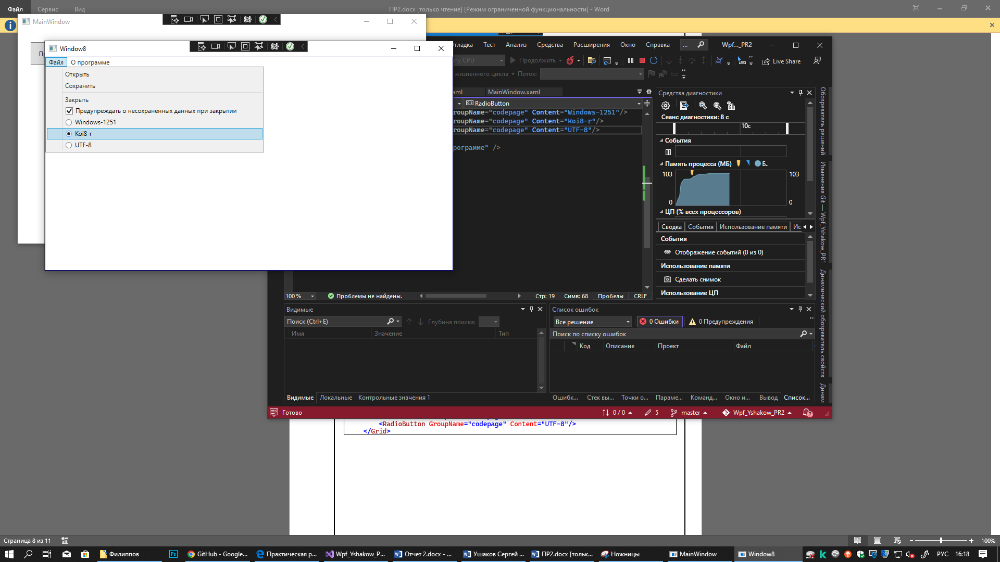 Файл Сервис Вид
ПР2.docx [только чтение] [Режим ограниченной функциональности] - Word
MainWindow
Window8
Файл О программе
Открыть
Сохранить
Закрыть
Предупреждать о несохраненных данных при закрытии
Windows-1251
Koi8-r
UTF-8
Тест Анализ Средства Расширения Окно Справка ... Wpf..._PR2
Продолжить Live Share
жизненного цикла Поток:
MainWindow.xaml
RadioButton
roupName="codepage" Content="Windows-1251"/>
roupName="codepage" Content="Koi8-r"/>
roupName="codepage" Content="UTF-8"/>
рограмме" />
100 % Проблемы не найдены. Стр: 19 Симв: 68 Пробелы CRLF
Средства диагностики
Сеанс диагностики: 8 с
10с
События
Память процесса (МБ) Б..
103 103
0 0
ЦП (% всех процессоров)
Сводка События Использование памяти Ис
События
Отображение событий (0 из 0)
Использование памяти
Сделать снимок
Использование ЦП
Обозреватель решений
Изменения Git — Wpf_Yshakow_PR1
Динамический обозреватель свойств
Динам
Видимые
Поиск (Ctrl+E) Глубина поиска:
Имя Значение Тип
Видимые Локальные Контрольные значения 1
Список ошибок
Все решение 0 Ошибки 0 Предупреждения
Поиск по списку ошибок
Код Описание Проект Файл
Ошибк... Стек вы... Точки о... Параме... Команд... Окно и... Вывод Список...
Готово 0 / 0 5 master Wpf_Yshakow_PR2 2
<RadioButton GroupName="codepage" Content="UTF-8"/>
</Grid>
Страница 8 из 11 100%
Филиппов Ps GitHub - Google... Практическая р... Wpf_Yshakow_P... Отчет 2.docx - ... Ушаков Сергей ... ПР2.docx [тольк... Ножницы MainWindow Window8 РУС 16:18